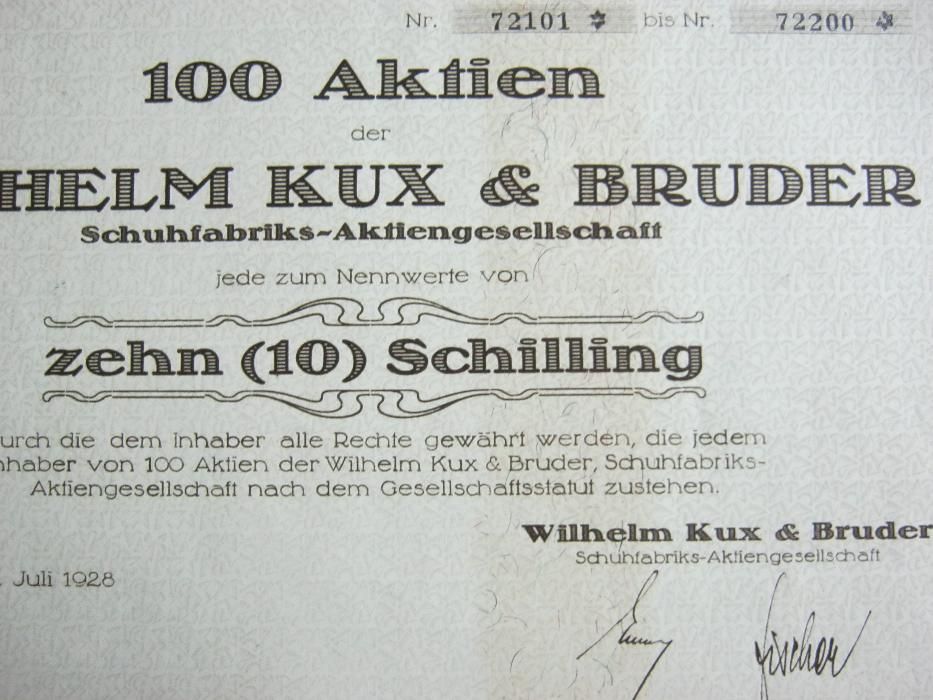 Nr. 72101 bis Nr. 72200
100 Aktien
der
HELM KUX & BRUDER
Schuhfabriks-Aktiengesellschaft
jede zum Nennwerte von
zehn (10) Schilling
urch die dem Inhaber alle Rechte gewährt werden, die jedem
nhaber von 100 Aktien der Wilhelm Kux & Bruder, Schuhfabriks-
Aktiengesellschaft nach dem Gesellschaftsstatut zustehen.
Wilhelm Kux & Bruder
Schuhfabriks-Aktiengesellschaft
. Juli 1928
Fischer